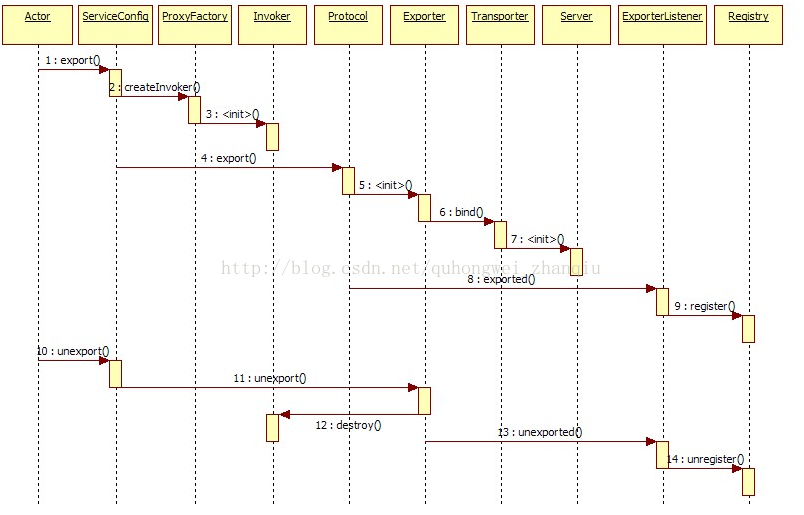 Actor ServiceConfig ProxyFactory Invoker Protocol Exporter Transporter Server ExporterListener Registry
1 : export()
2 : createInvoker()
3 : <init>()
4 : export()
5 : <init>()
6 : bind()
7 : <init>()
http://blog.csdn.net/quhongwei_zhanqiu
8 : exported()
9 : register()
10 : unexport()
11 : unexport()
12 : destroy()
13 : unexported()
14 : unregister()